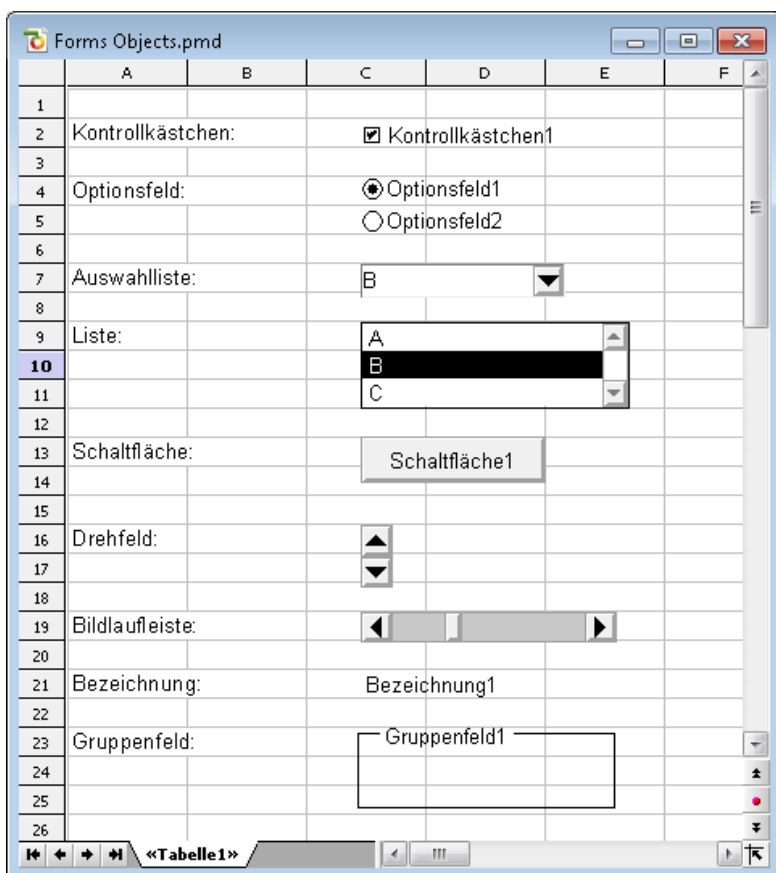 Forms Objects.pmd
A B C D E F
1
2 Kontrollkästchen: Kontrollkästchen1
3
4 Optionsfeld: Optionsfeld1
5 Optionsfeld2
6
7 Auswahlliste: B
8
9 Liste: A
10 B
11 C
12
13 Schaltfläche: Schaltfläche1
14
15
16 Drehfeld:
17
18
19 Bildlaufleiste:
20
21 Bezeichnung: Bezeichnung1
22
23 Gruppenfeld: Gruppenfeld1
24
25
26
«Tabelle1»